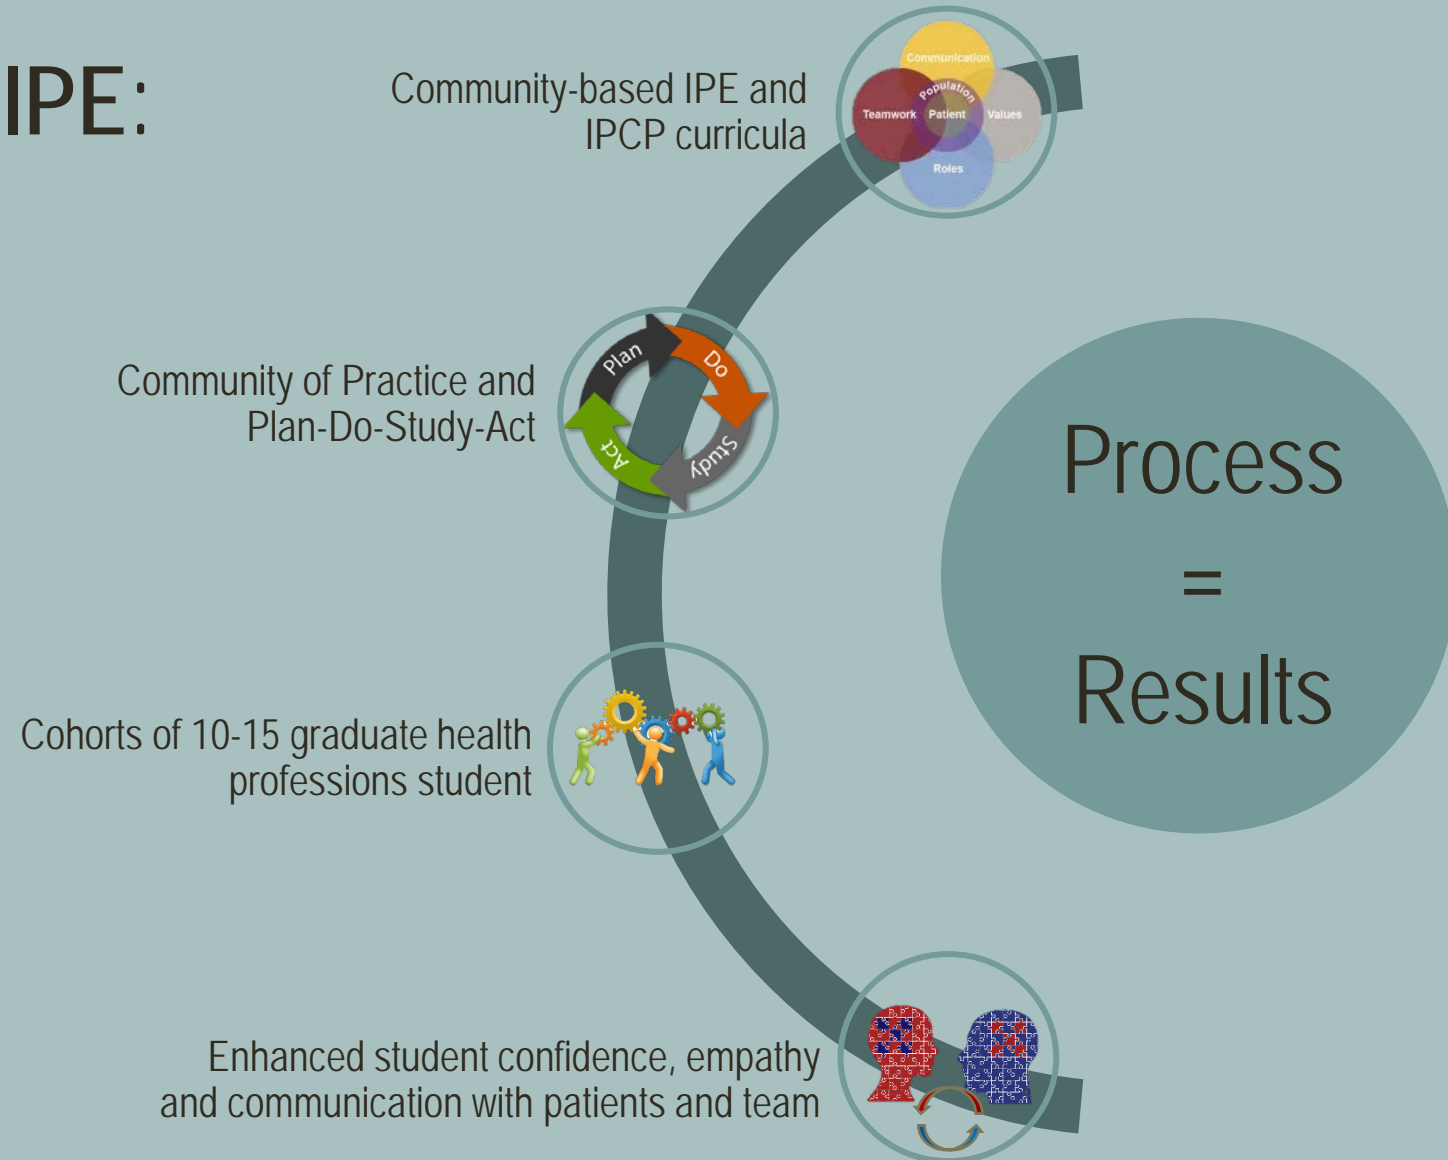 IPE:
Community-based IPE and
IPCP curricula
Communication
Population
Teamwork
Patient
Values
Roles
Community of Practice and
Plan-Do-Study-Act
Plan
Do
Study
Act
Process
=
Results
Cohorts of 10-15 graduate health
professions student
Enhanced student confidence, empathy
and communication with patients and team